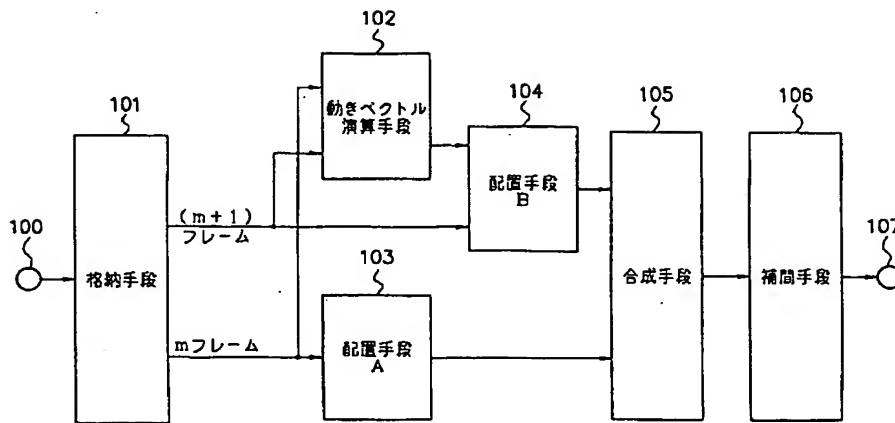 102
動きベクトル
演算手段
101
格納手段
104
配置手段
B
105
合成手段
106
補間手段
100
(m+1)
フレーム
107
103
mフレーム
配置手段
A